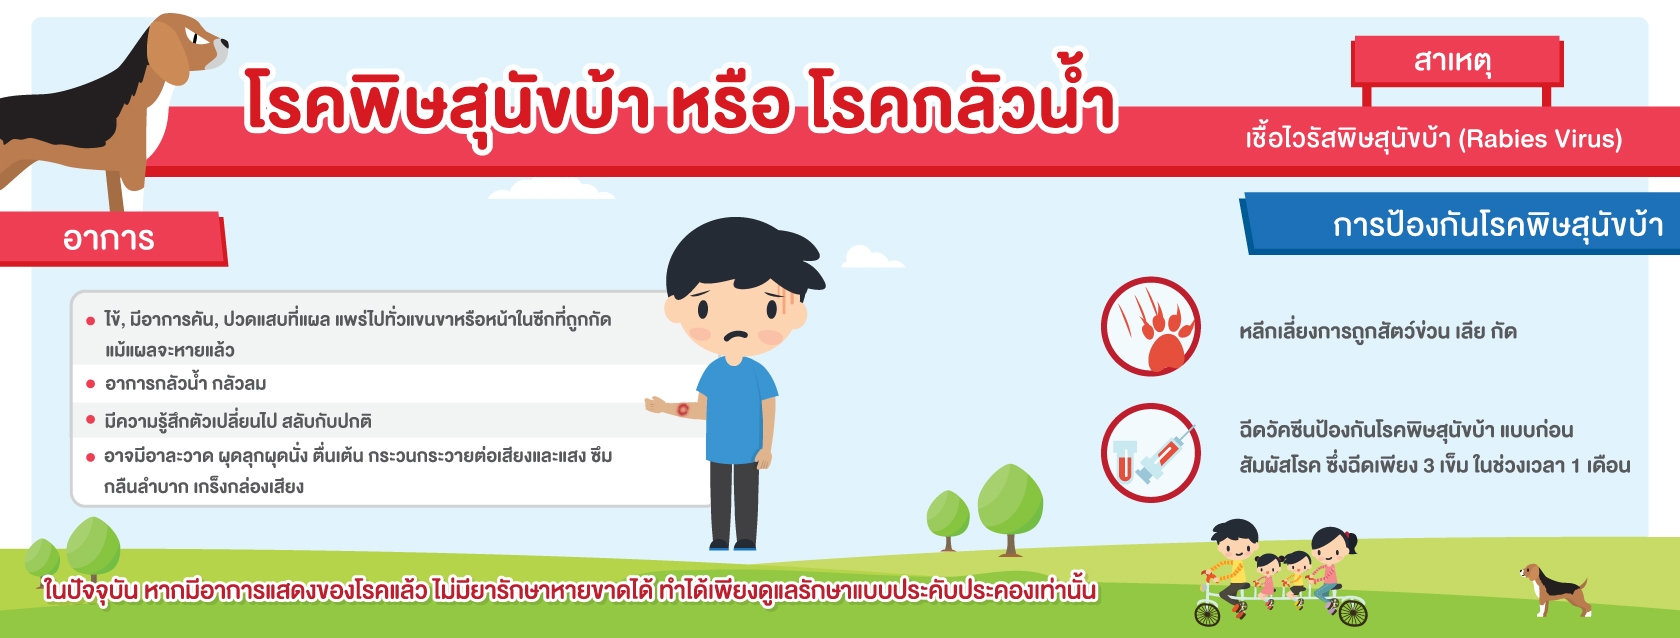 โรคพิษสุนัขบ้า หรือ โรคกลัวน้ำ
สาเหตุ
เชื้อไวรัสพิษสุนัขบ้า (Rabies Virus)
อาการ
• ไข้, มีอาการคัน, ปวดแสบที่แผล แพร่ไปทั่วแขนขาหรือหน้าในซีกที่ถูกกัด
แม้แผลจะหายแล้ว
• อาการกลัวน้ำ กลัวลม
• มีความรู้สึกตัวเปลี่ยนไป สลับกับปกติ
• อาจมีอาละวาด ผุดลุกผุดนั่ง ตื่นเต้น กระวนกระวายต่อเสียงและแสง ซึม
กลืนลำบาก เกร็งกล่องเสียง
การป้องกันโรคพิษสุนัขบ้า
หลีกเลี่ยงการถูกสัตว์ข่วน เลีย กัด
ฉีดวัคซีนป้องกันโรคพิษสุนัขบ้า แบบก่อน
สัมผัสโรค ซึ่งฉีดเพียง 3 เข็ม ในช่วงเวลา 1 เดือน
ในปัจจุบัน หากมีอาการแสดงของโรคแล้ว ไม่มียารักษาหายขาดได้ ทำได้เพียงดูแลรักษาแบบประคับประคองเท่านั้น